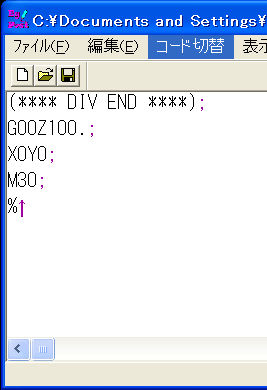 C:¥Documents and Settings¥
ファイル(F) 編集(E) コード切替 表示
(**** DIV END ****);
G00Z100.;
X0Y0;
M30;
%↑